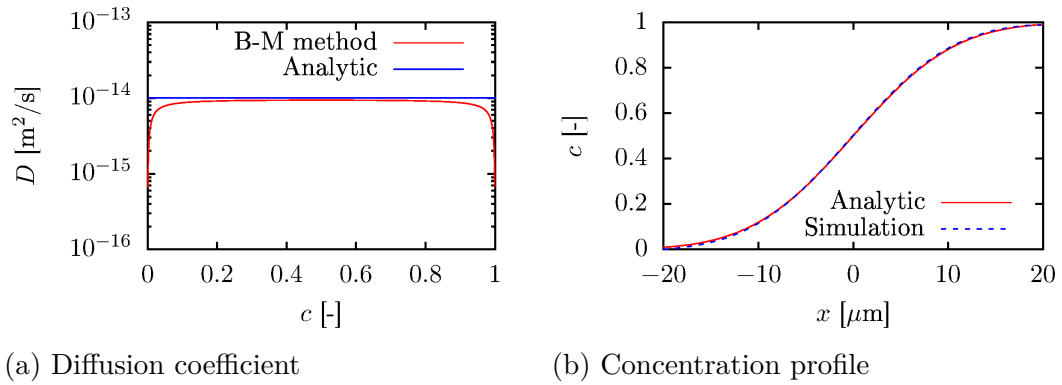 10⁻¹³
10⁻¹⁴
10⁻¹⁵
10⁻¹⁶
D [m²/s]
B-M method
Analytic
0 0.2 0.4 0.6 0.8 1
c [-]
(a) Diffusion coefficient
1
0.8
0.6
0.4
0.2
0
c [-]
Analytic
Simulation
−20 −10 0 10 20
x [μm]
(b) Concentration profile